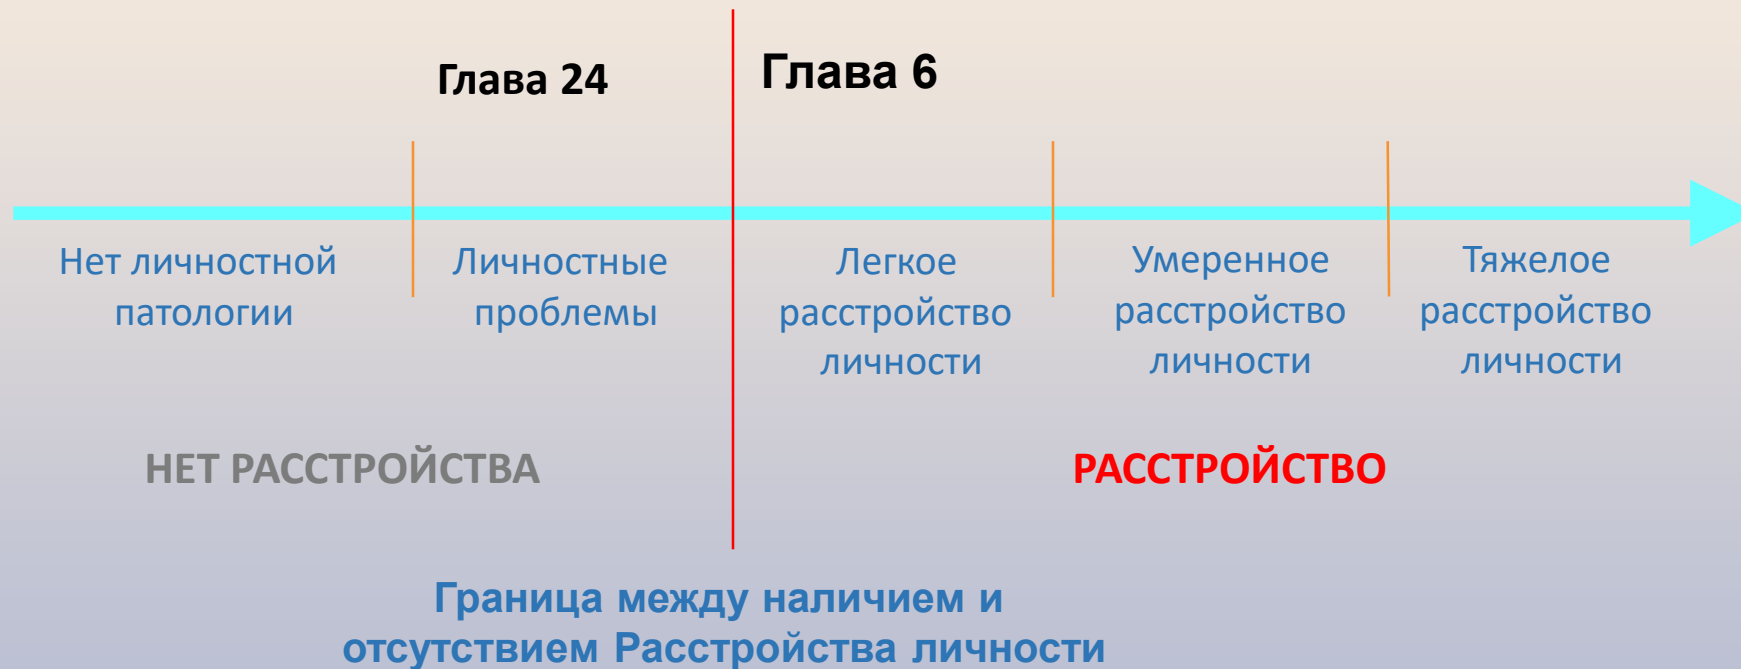 Глава 24
Глава 6
Нет личностной
патологии
Личностные
проблемы
Легкое
расстройство
личности
Умеренное
расстройство
личности
Тяжелое
расстройство
личности
НЕТ РАССТРОЙСТВА
РАССТРОЙСТВО
Граница между наличием и
отсутствием Расстройства личности